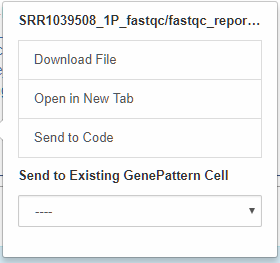 SRR1039508_1P_fastqc/fastqc_repor...
Download File
Open in New Tab
Send to Code
Send to Existing GenePattern Cell
----